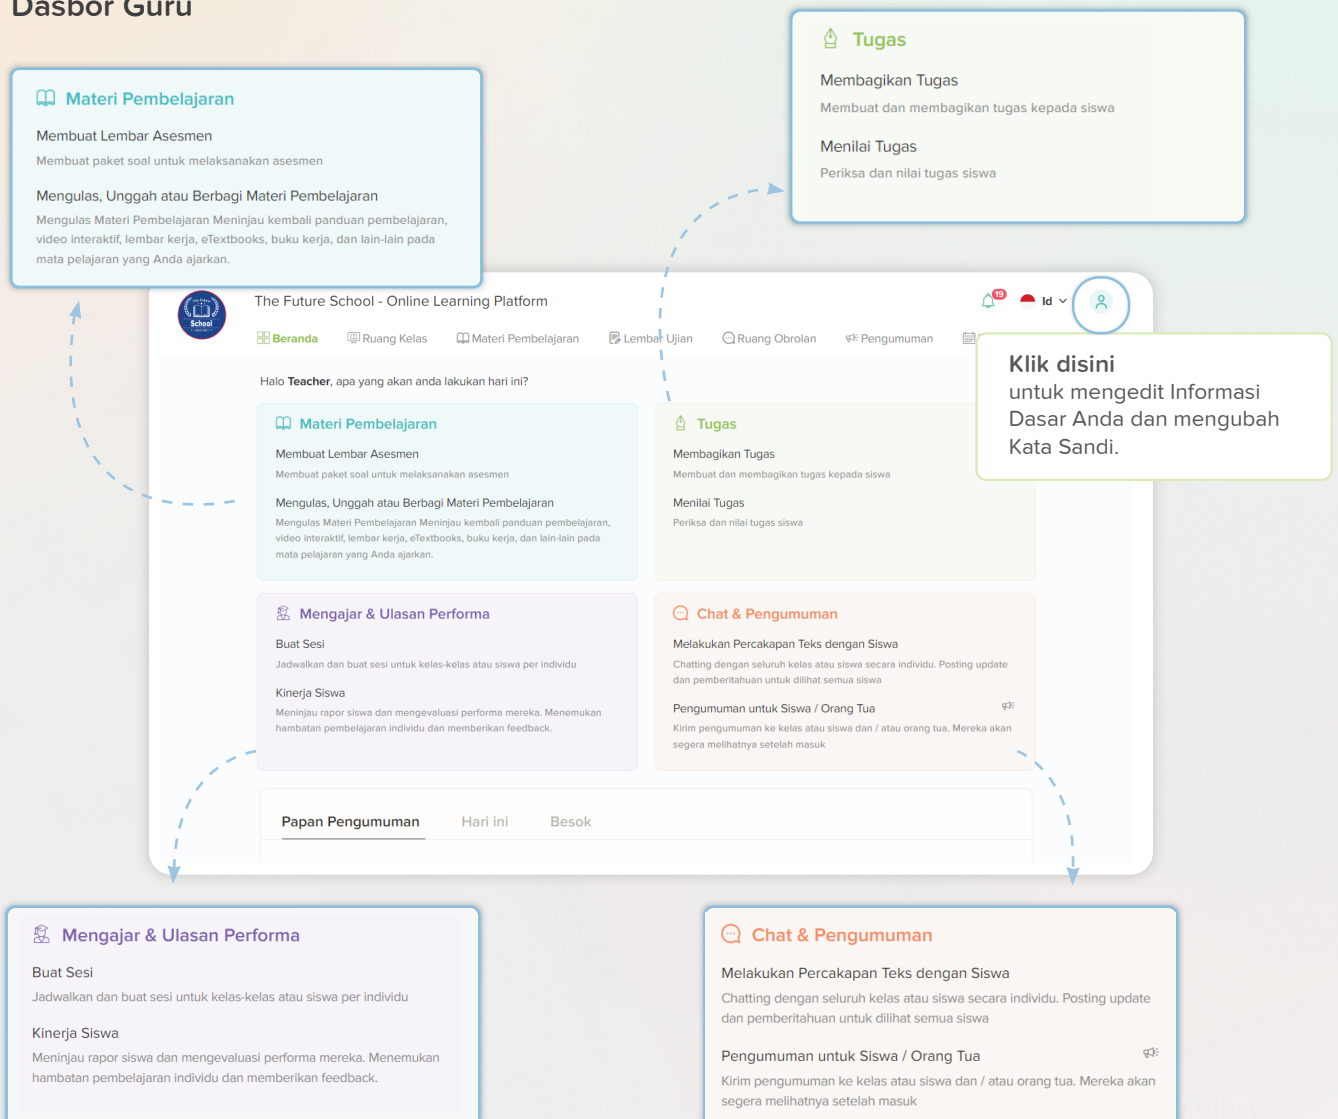 Dasbor Guru
Tugas
Membagikan Tugas
Membuat dan membagikan tugas kepada siswa
Menilai Tugas
Periksa dan nilai tugas siswa
Materi Pembelajaran
Membuat Lembar Asesmen
Membuat paket soal untuk melaksanakan asesmen
Mengulas, Unggah atau Berbagi Materi Pembelajaran
Mengulas Materi Pembelajaran Meninjau kembali panduan pembelajaran,
video interaktif, lembar kerja, eTextbooks, buku kerja, dan lain-lain pada
mata pelajaran yang Anda ajarkan.
School
The Future School - Online Learning Platform
19
Id
Beranda
Ruang Kelas
Materi Pembelajaran
Lembar Ujian
Ruang Obrolan
Pengumuman
Klik disini
untuk mengedit Informasi
Dasar Anda dan mengubah
Kata Sandi.
Halo Teacher, apa yang akan anda lakukan hari ini?
Materi Pembelajaran
Membuat Lembar Asesmen
Membuat paket soal untuk melaksanakan asesmen
Mengulas, Unggah atau Berbagi Materi Pembelajaran
Mengulas Materi Pembelajaran Meninjau kembali panduan pembelajaran,
video interaktif, lembar kerja, eTextbooks, buku kerja, dan lain-lain pada
mata pelajaran yang Anda ajarkan.
Tugas
Membagikan Tugas
Membuat dan membagikan tugas kepada siswa
Menilai Tugas
Periksa dan nilai tugas siswa
Mengajar & Ulasan Performa
Buat Sesi
Jadwalkan dan buat sesi untuk kelas-kelas atau siswa per individu
Kinerja Siswa
Meninjau rapor siswa dan mengevaluasi performa mereka. Menemukan
hambatan pembelajaran individu dan memberikan feedback.
Chat & Pengumuman
Melakukan Percakapan Teks dengan Siswa
Chatting dengan seluruh kelas atau siswa secara individu. Posting update
dan pemberitahuan untuk dilihat semua siswa
Pengumuman untuk Siswa / Orang Tua
Kirim pengumuman ke kelas atau siswa dan / atau orang tua. Mereka akan
segera melihatnya setelah masuk
Papan Pengumuman
Hari ini
Besok
Mengajar & Ulasan Performa
Buat Sesi
Jadwalkan dan buat sesi untuk kelas-kelas atau siswa per individu
Kinerja Siswa
Meninjau rapor siswa dan mengevaluasi performa mereka. Menemukan
hambatan pembelajaran individu dan memberikan feedback.
Chat & Pengumuman
Melakukan Percakapan Teks dengan Siswa
Chatting dengan seluruh kelas atau siswa secara individu. Posting update
dan pemberitahuan untuk dilihat semua siswa
Pengumuman untuk Siswa / Orang Tua
Kirim pengumuman ke kelas atau siswa dan / atau orang tua. Mereka akan
segera melihatnya setelah masuk